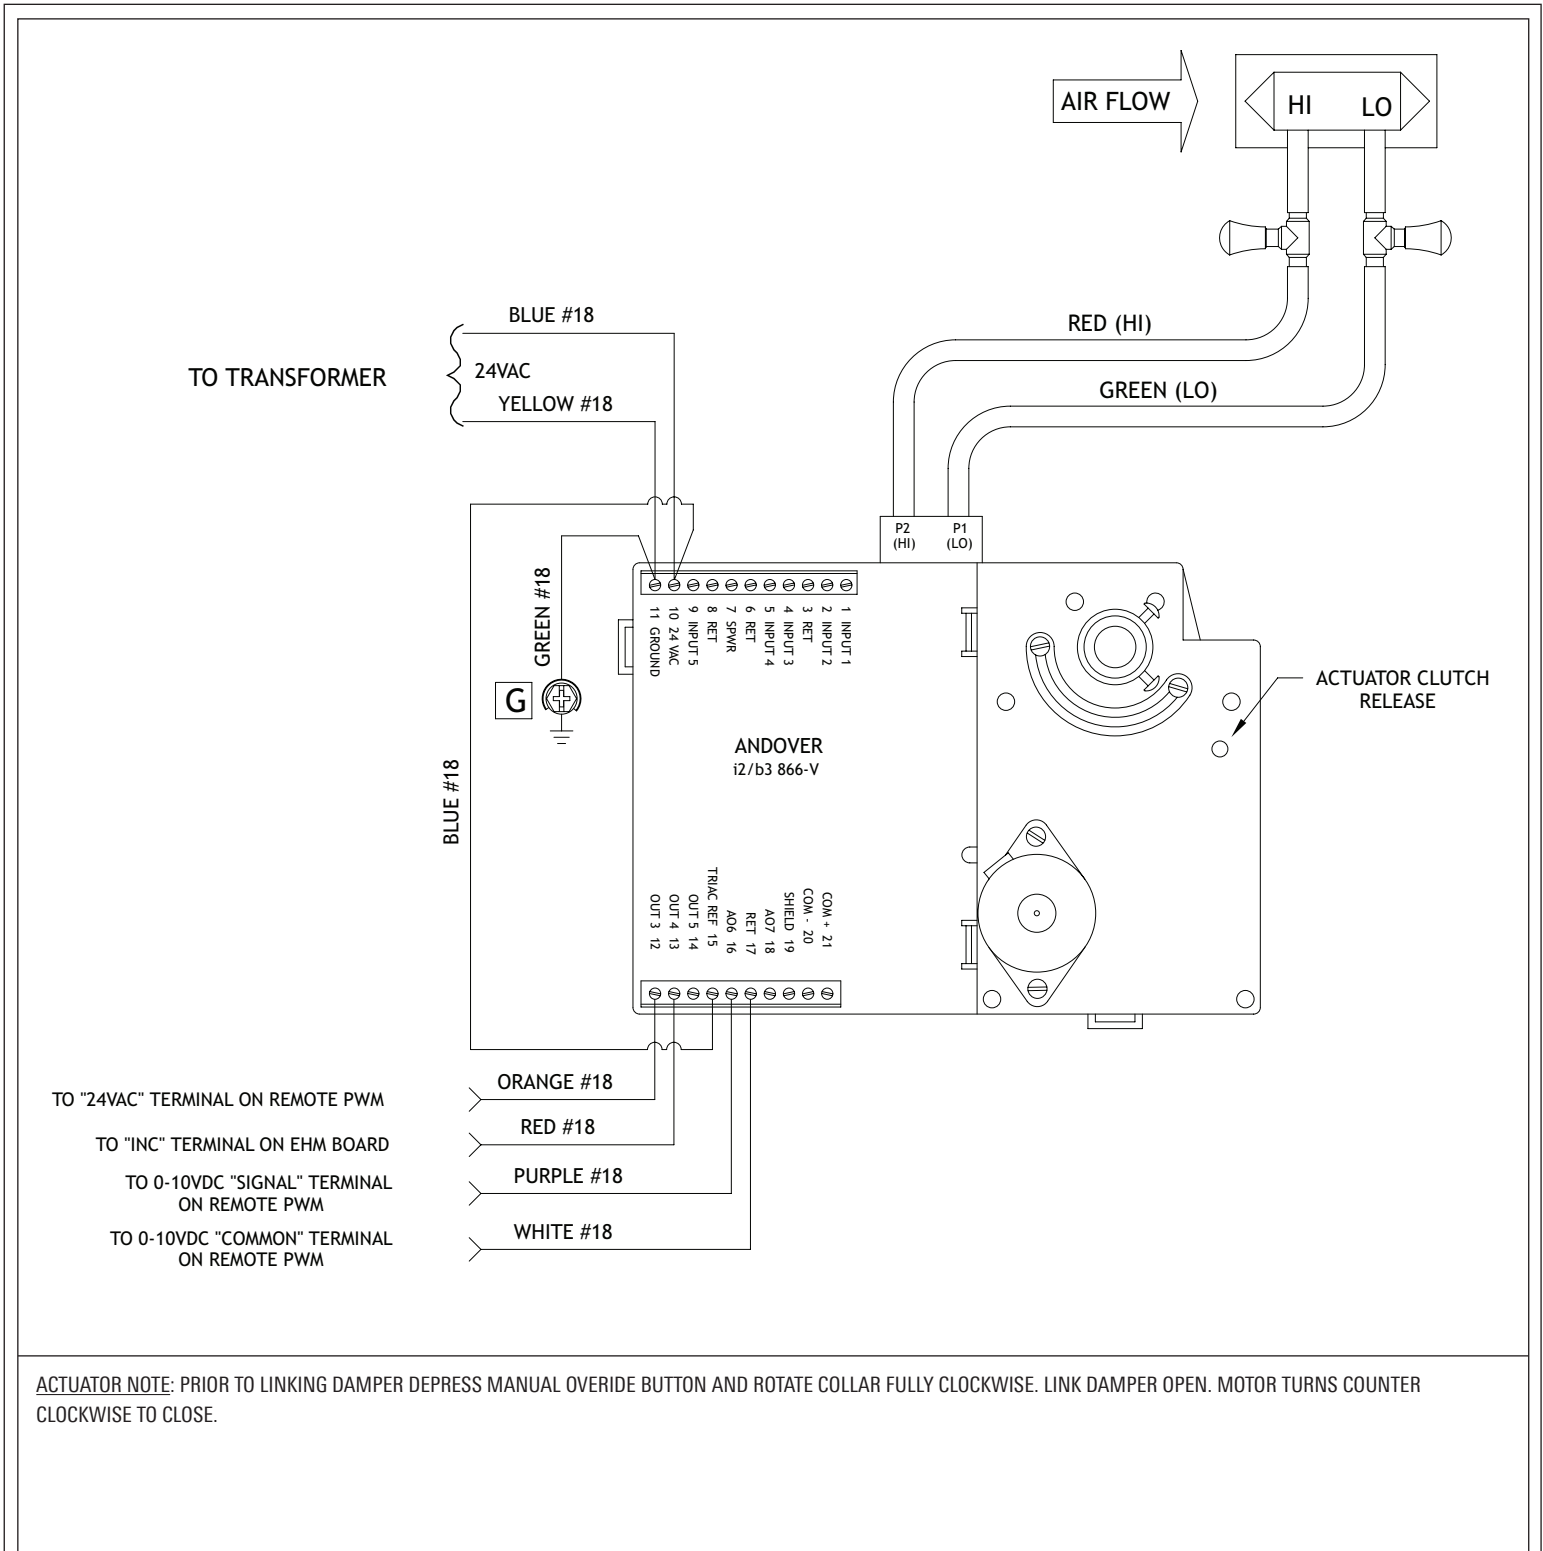 AIR FLOW
HI LO
RED (HI)
GREEN (LO)
BLUE #18
TO TRANSFORMER
24VAC
YELLOW #18
P2
(HI)
P1
(LO)
GREEN #18
G
BLUE #18
11 GROUND
10 24 VAC
9 INPUT 5
8 RET
7 SPWR
6 RET
5 INPUT 4
4 INPUT 3
3 RET
2 INPUT 2
1 INPUT 1
ACTUATOR CLUTCH
RELEASE
ANDOVER
i2/b3 866-V
OUT 3 12
OUT 4 13
OUT 5 14
TRIAC REF 15
AO6 16
RET 17
AO7 18
SHIELD 19
COM - 20
COM + 21
ORANGE #18
TO "24VAC" TERMINAL ON REMOTE PWM
RED #18
TO "INC" TERMINAL ON EHM BOARD
PURPLE #18
TO 0-10VDC "SIGNAL" TERMINAL
ON REMOTE PWM
WHITE #18
TO 0-10VDC "COMMON" TERMINAL
ON REMOTE PWM
ACTUATOR NOTE: PRIOR TO LINKING DAMPER DEPRESS MANUAL OVERIDE BUTTON AND ROTATE COLLAR FULLY CLOCKWISE. LINK DAMPER OPEN. MOTOR TURNS COUNTER
CLOCKWISE TO CLOSE.